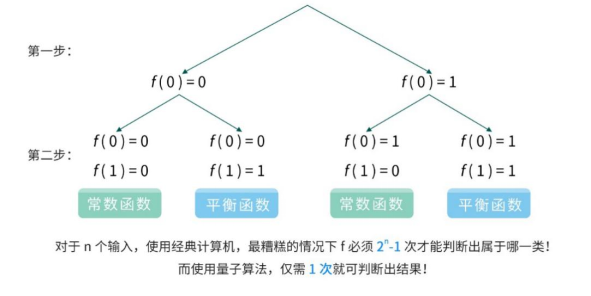 第一步：
f(0)=0 f(0)=1
第二步：
f(0)=0 f(0)=0 f(0)=1 f(0)=1
f(1)=0 f(1)=1 f(1)=0 f(1)=1
常数函数 平衡函数 常数函数 平衡函数
对于 n 个输入，使用经典计算机，最糟糕的情况下 f 必须 2ⁿ-1 次才能判断出属于哪一类！
而使用量子算法，仅需 1 次就可判断出结果！